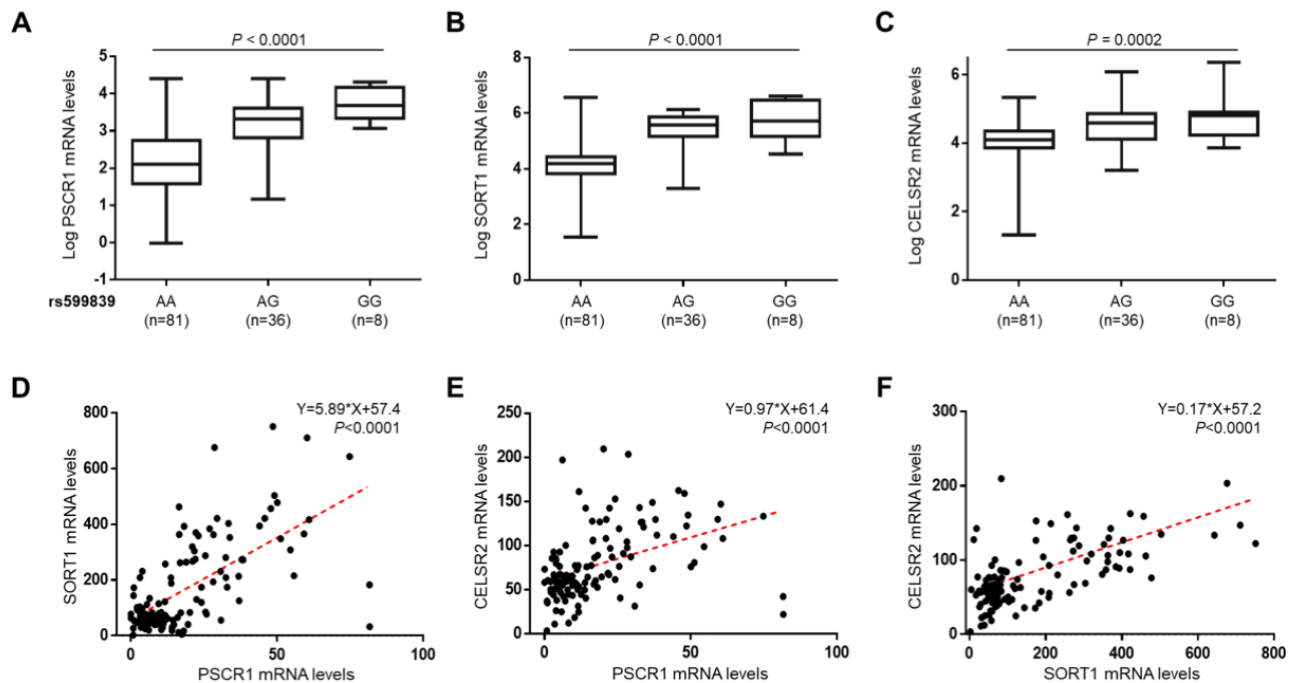 A
P < 0.0001
Log PSCR1 mRNA levels
5
4
3
2
1
0
-1
rs599839
AA
(n=81)
AG
(n=36)
GG
(n=8)
B
P < 0.0001
Log SORT1 mRNA levels
8
6
4
2
0
AA
(n=81)
AG
(n=36)
GG
(n=8)
C
P = 0.0002
Log CELSR2 mRNA levels
6
4
2
0
AA
(n=81)
AG
(n=36)
GG
(n=8)
D
Y=5.89*X+57.4
P<0.0001
SORT1 mRNA levels
800
600
400
200
0
0
50
100
PSCR1 mRNA levels
E
Y=0.97*X+61.4
P<0.0001
CELSR2 mRNA levels
250
200
150
100
50
0
0
50
100
PSCR1 mRNA levels
F
Y=0.17*X+57.2
P<0.0001
CELSR2 mRNA levels
300
200
100
0
0
200
400
600
800
SORT1 mRNA levels